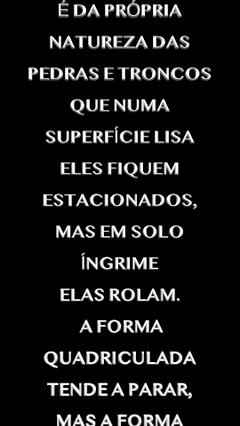 É DA PRÓPRIA
NATUREZA DAS
PEDRAS E TRONCOS
QUE NUMA
SUPERFÍCIE LISA
ELES FIQUEM
ESTACIONADOS,
MAS EM SOLO
ÍNGRIME
ELAS ROLAM.
A FORMA
QUADRICULADA
TENDE A PARAR,
MAS A FORMA